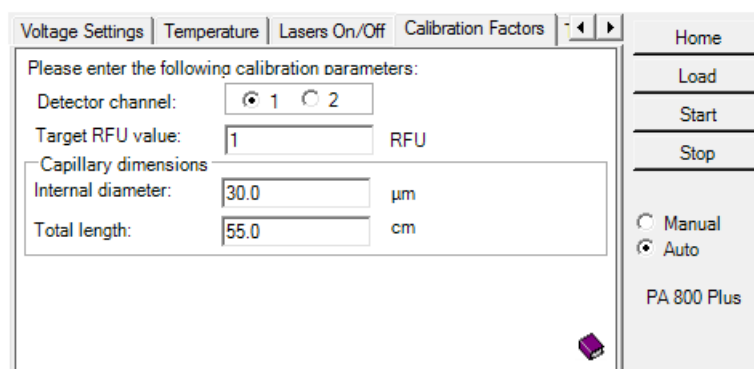 Voltage Settings Temperature Lasers On/Off Calibration Factors
Home
Please enter the following calibration parameters:
Load
Detector channel: 1 2
Start
Target RFU value: 1 RFU
Stop
Capillary dimensions
Internal diameter: 30.0 µm
Manual
Total length: 55.0 cm
Auto
PA 800 Plus